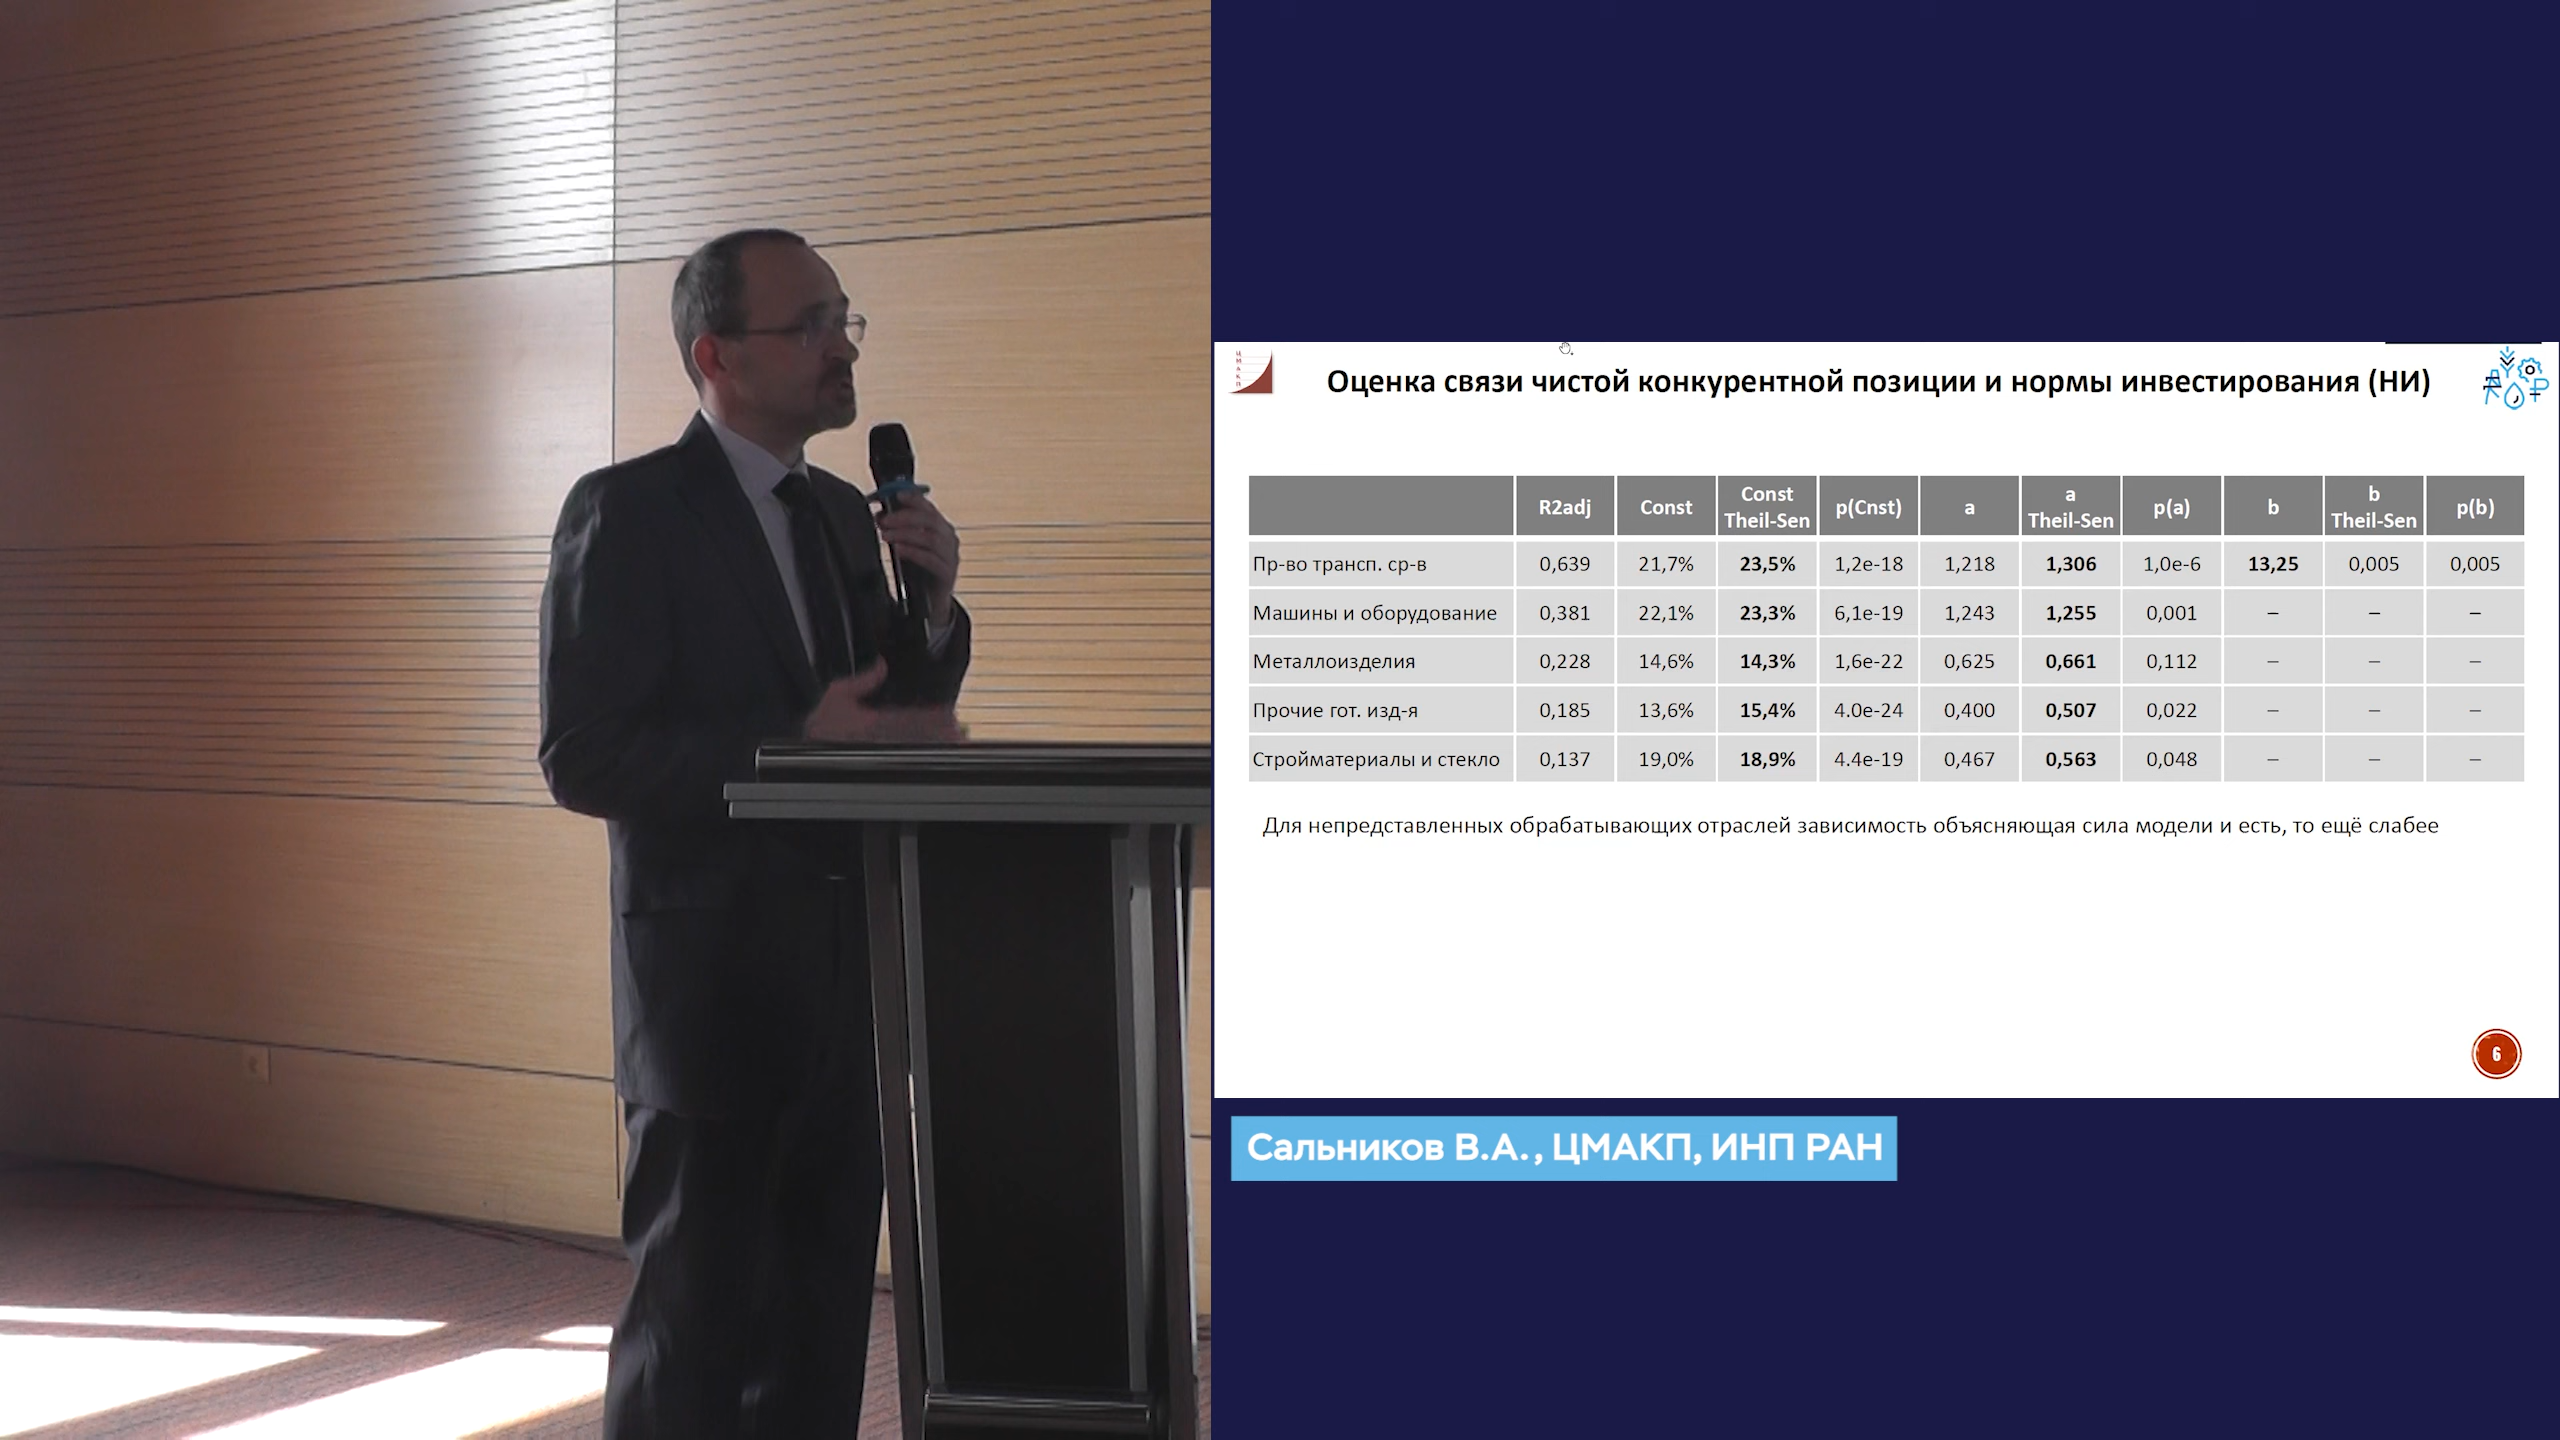 ЦМАКП
Оценка связи чистой конкурентной позиции и нормы инвестирования (НИ)
R2adj Const Const Theil-Sen p(Cnst) a a Theil-Sen p(a) b b Theil-Sen p(b)
Пр-во трансп. ср-в 0,639 21,7% 23,5% 1,2e-18 1,218 1,306 1,0e-6 13,25 0,005 0,005
Машины и оборудование 0,381 22,1% 23,3% 6,1e-19 1,243 1,255 0,001 – – –
Металлоизделия 0,228 14,6% 14,3% 1,6e-22 0,625 0,661 0,112 – – –
Прочие гот. изд-я 0,185 13,6% 15,4% 4.0e-24 0,400 0,507 0,022 – – –
Стройматериалы и стекло 0,137 19,0% 18,9% 4.4e-19 0,467 0,563 0,048 – – –
Для непредставленных обрабатывающих отраслей зависимость объясняющая сила модели и есть, то ещё слабее
6
Сальников В.А., ЦМАКП, ИНП РАН